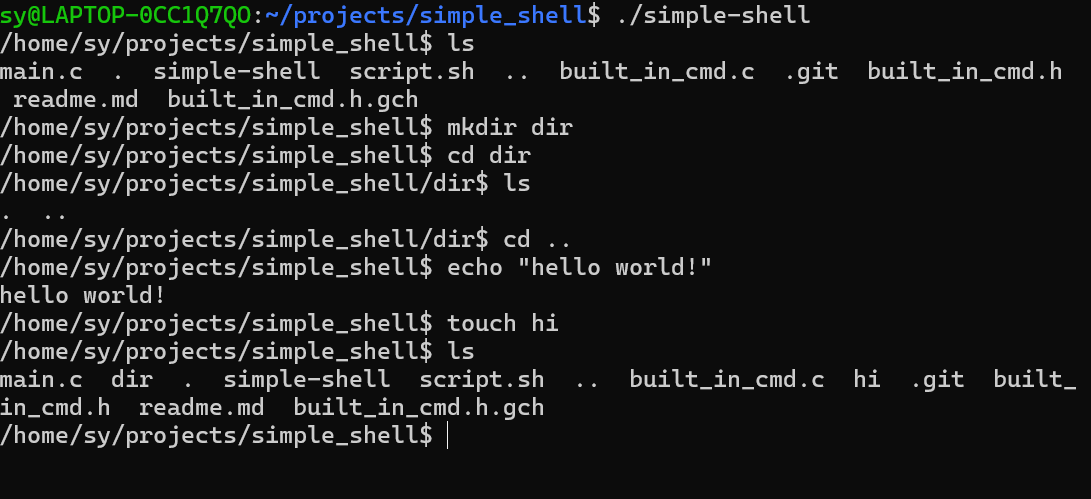 sy@LAPTOP-0CC1Q7QO:~/projects/simple_shell$ ./simple-shell
/home/sy/projects/simple_shell$ ls
main.c  .  simple-shell  script.sh  ..  built_in_cmd.c  .git  built_in_cmd.h
 readme.md  built_in_cmd.h.gch
/home/sy/projects/simple_shell$ mkdir dir
/home/sy/projects/simple_shell$ cd dir
/home/sy/projects/simple_shell/dir$ ls
.  ..
/home/sy/projects/simple_shell/dir$ cd ..
/home/sy/projects/simple_shell$ echo "hello world!"
hello world!
/home/sy/projects/simple_shell$ touch hi
/home/sy/projects/simple_shell$ ls
main.c  dir  .  simple-shell  script.sh  ..  built_in_cmd.c  hi  .git  built_
in_cmd.h  readme.md  built_in_cmd.h.gch
/home/sy/projects/simple_shell$